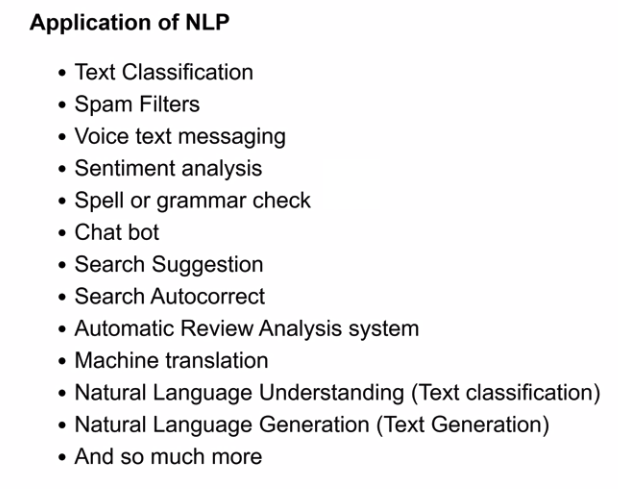 Application of NLP
• Text Classification
• Spam Filters
• Voice text messaging
• Sentiment analysis
• Spell or grammar check
• Chat bot
• Search Suggestion
• Search Autocorrect
• Automatic Review Analysis system
• Machine translation
• Natural Language Understanding (Text classification)
• Natural Language Generation (Text Generation)
• And so much more